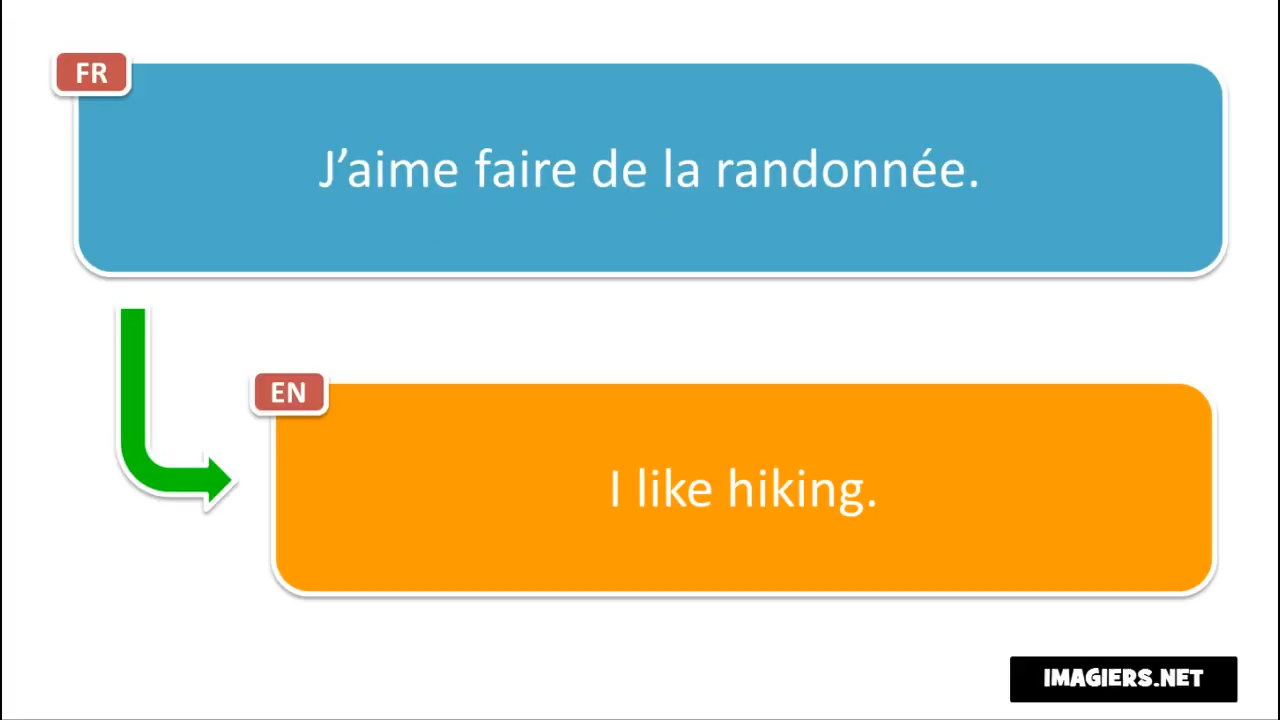 FR
J’aime faire de la randonnée.
EN
I like hiking.
IMAGIERS.NET